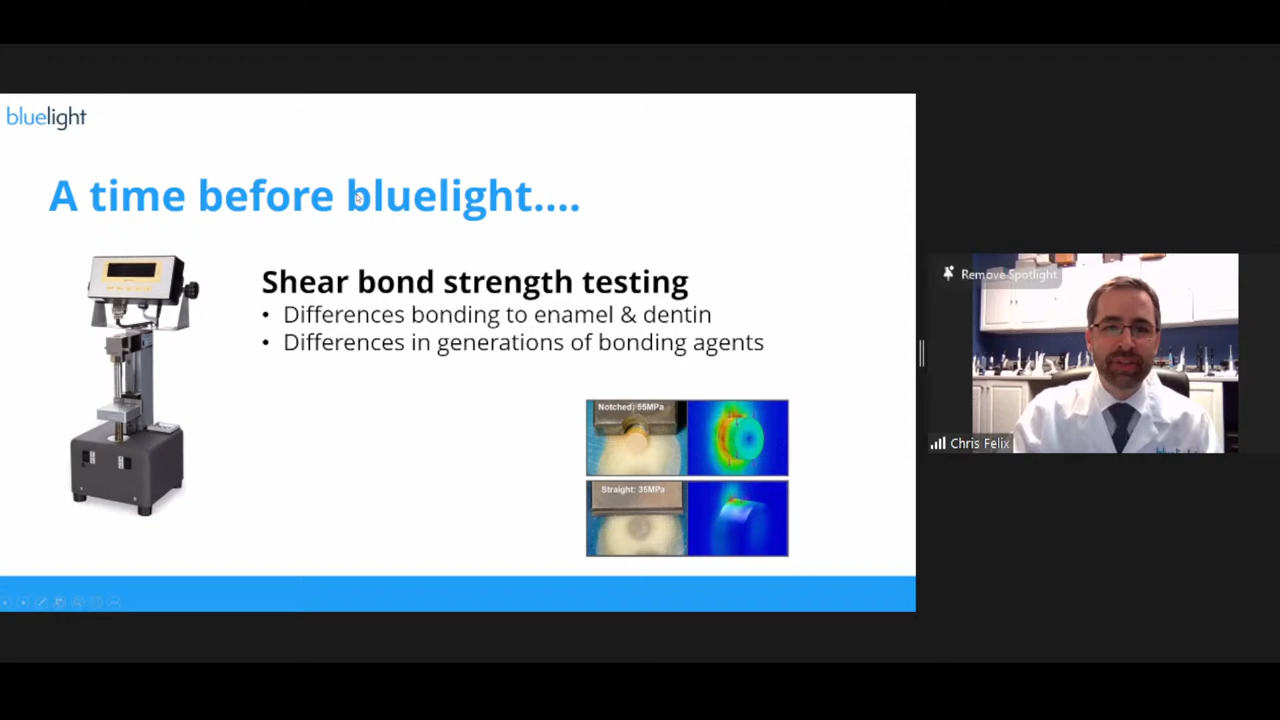 bluelight
A time before bluelight....
Shear bond strength testing
• Differences bonding to enamel & dentin
• Differences in generations of bonding agents
Notched: 55MPa
Straight: 35MPa
Remove Spotlight
Chris Felix